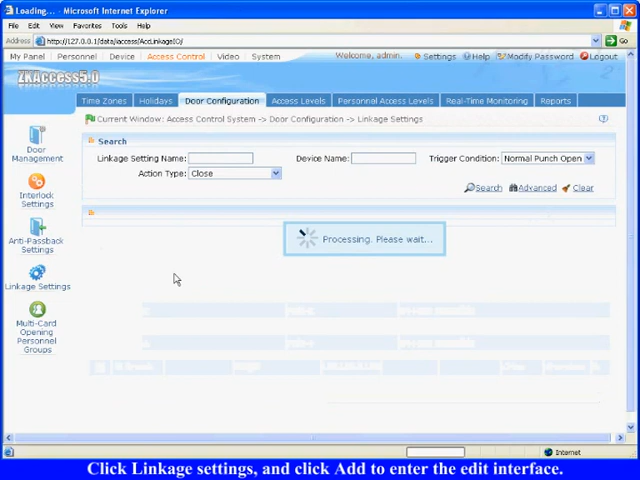 Loading... - Microsoft Internet Explorer
File Edit View Favorites Tools Help
Address http://127.0.0.1/data/iaccess/AccLinkageIO/
My Panel Personnel Device Access Control Video System Welcome, admin. Settings Help Modify Password Logout
ZKAccess5.0
Time Zones Holidays Door Configuration Access Levels Personnel Access Levels Real-Time Monitoring Reports
Current Window: Access Control System -> Door Configuration -> Linkage Settings
Search
Linkage Setting Name: Device Name: Trigger Condition: Normal Punch Open
Action Type: Close
Search Advanced Clear
Door Management
Interlock Settings
Anti-Passback Settings
Linkage Settings
Multi-Card Opening Personnel Groups
Processing. Please wait...
Internet
Click Linkage settings, and click Add to enter the edit interface.